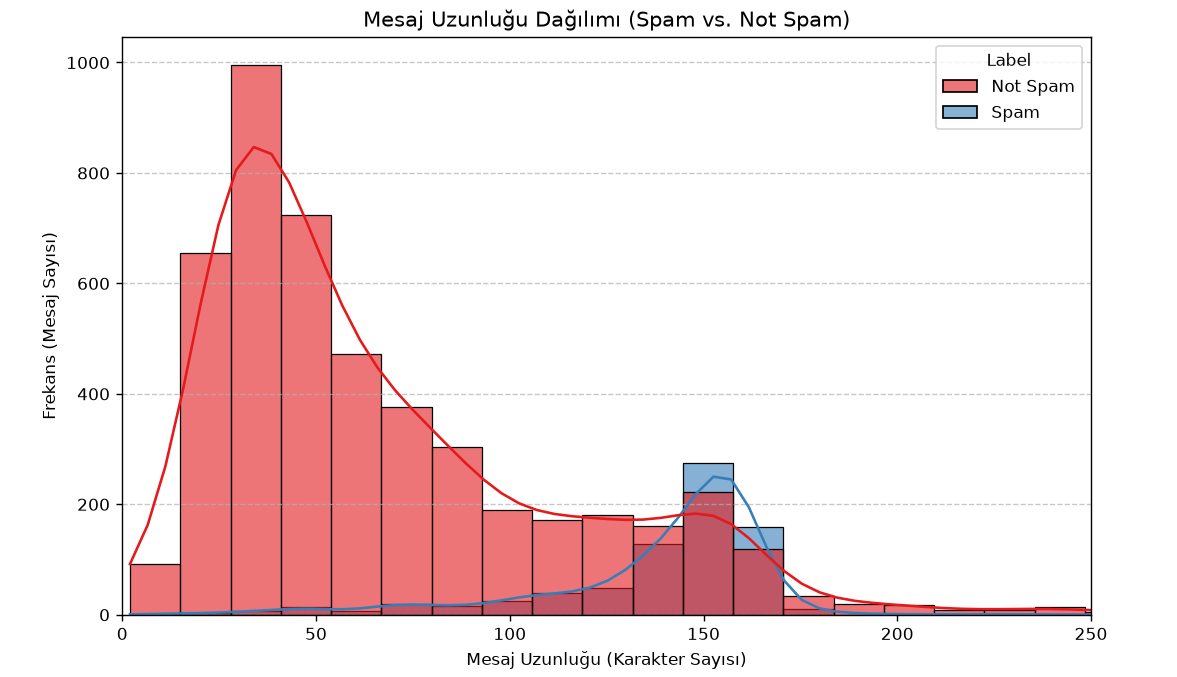 Mesaj Uzunluğu Dağılımı (Spam vs. Not Spam)
Label
Not Spam
Spam
Frekans (Mesaj Sayısı)
1000
800
600
400
200
0
0 50 100 150 200 250
Mesaj Uzunluğu (Karakter Sayısı)